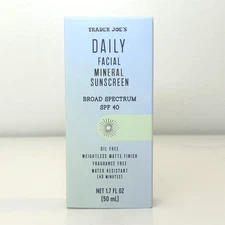 TRADER JOE'S
DAILY
FACIAL
MINERAL
SUNSCREEN
BROAD SPECTRUM
SPF 40
OIL FREE
WEIGHTLESS MATTE FINISH
FRAGRANCE FREE
WATER RESISTANT
(40 MINUTES)
NET 1.7 FL OZ
(50 mL)